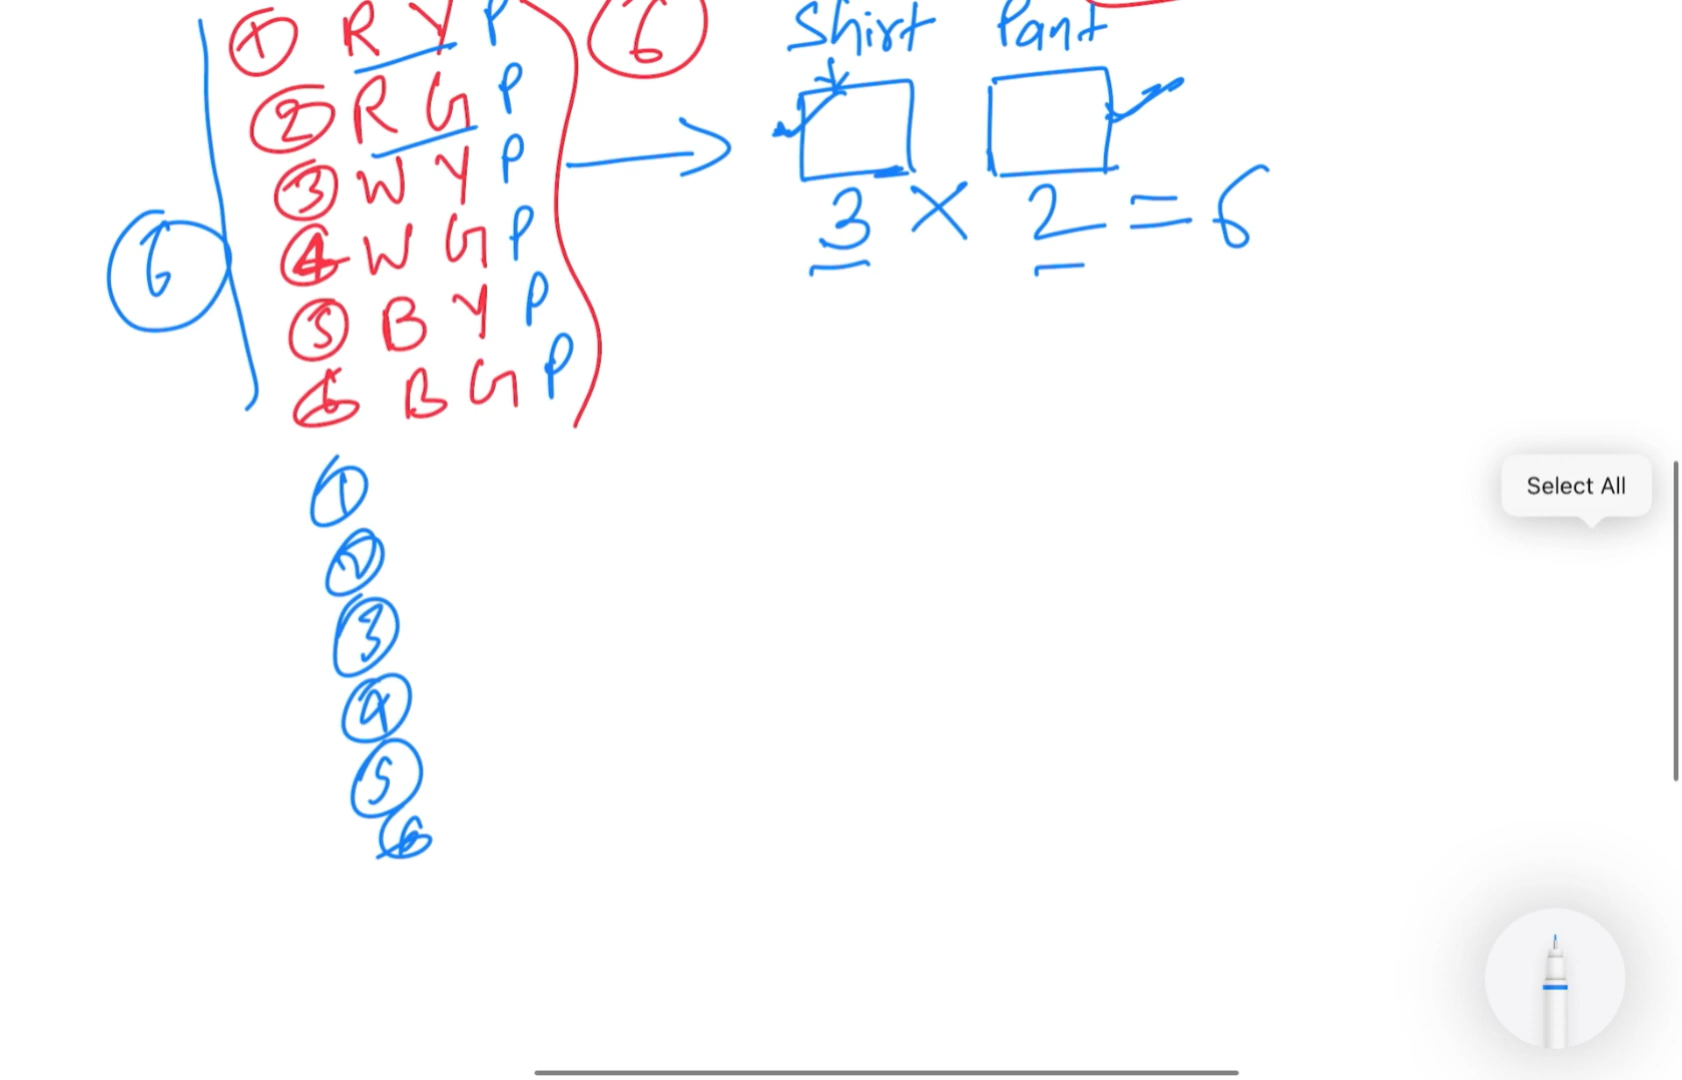 ① R Y P
② R G P
③ W Y P
④ W G P
⑤ B Y P
⑥ B G P
6
6
Shirt Pant
3 × 2 = 6
①
②
③
④
⑤
⑥
Select All